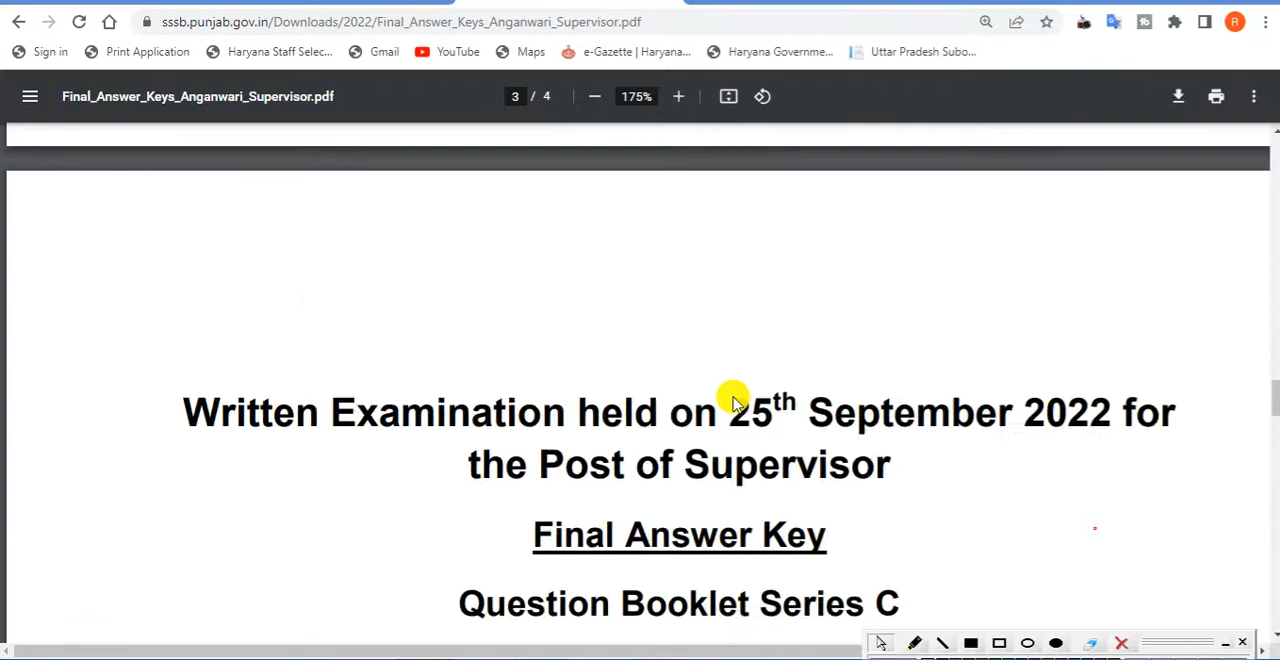 sssb.punjab.gov.in/Downloads/2022/Final_Answer_Keys_Anganwari_Supervisor.pdf
R
Sign in Print Application Haryana Staff Selec... Gmail YouTube Maps e-Gazette | Haryana... Haryana Governme... Uttar Pradesh Subo...
Final_Answer_Keys_Anganwari_Supervisor.pdf 3 / 4 175%
Written Examination held on 25th September 2022 for
the Post of Supervisor
Final Answer Key
Question Booklet Series C